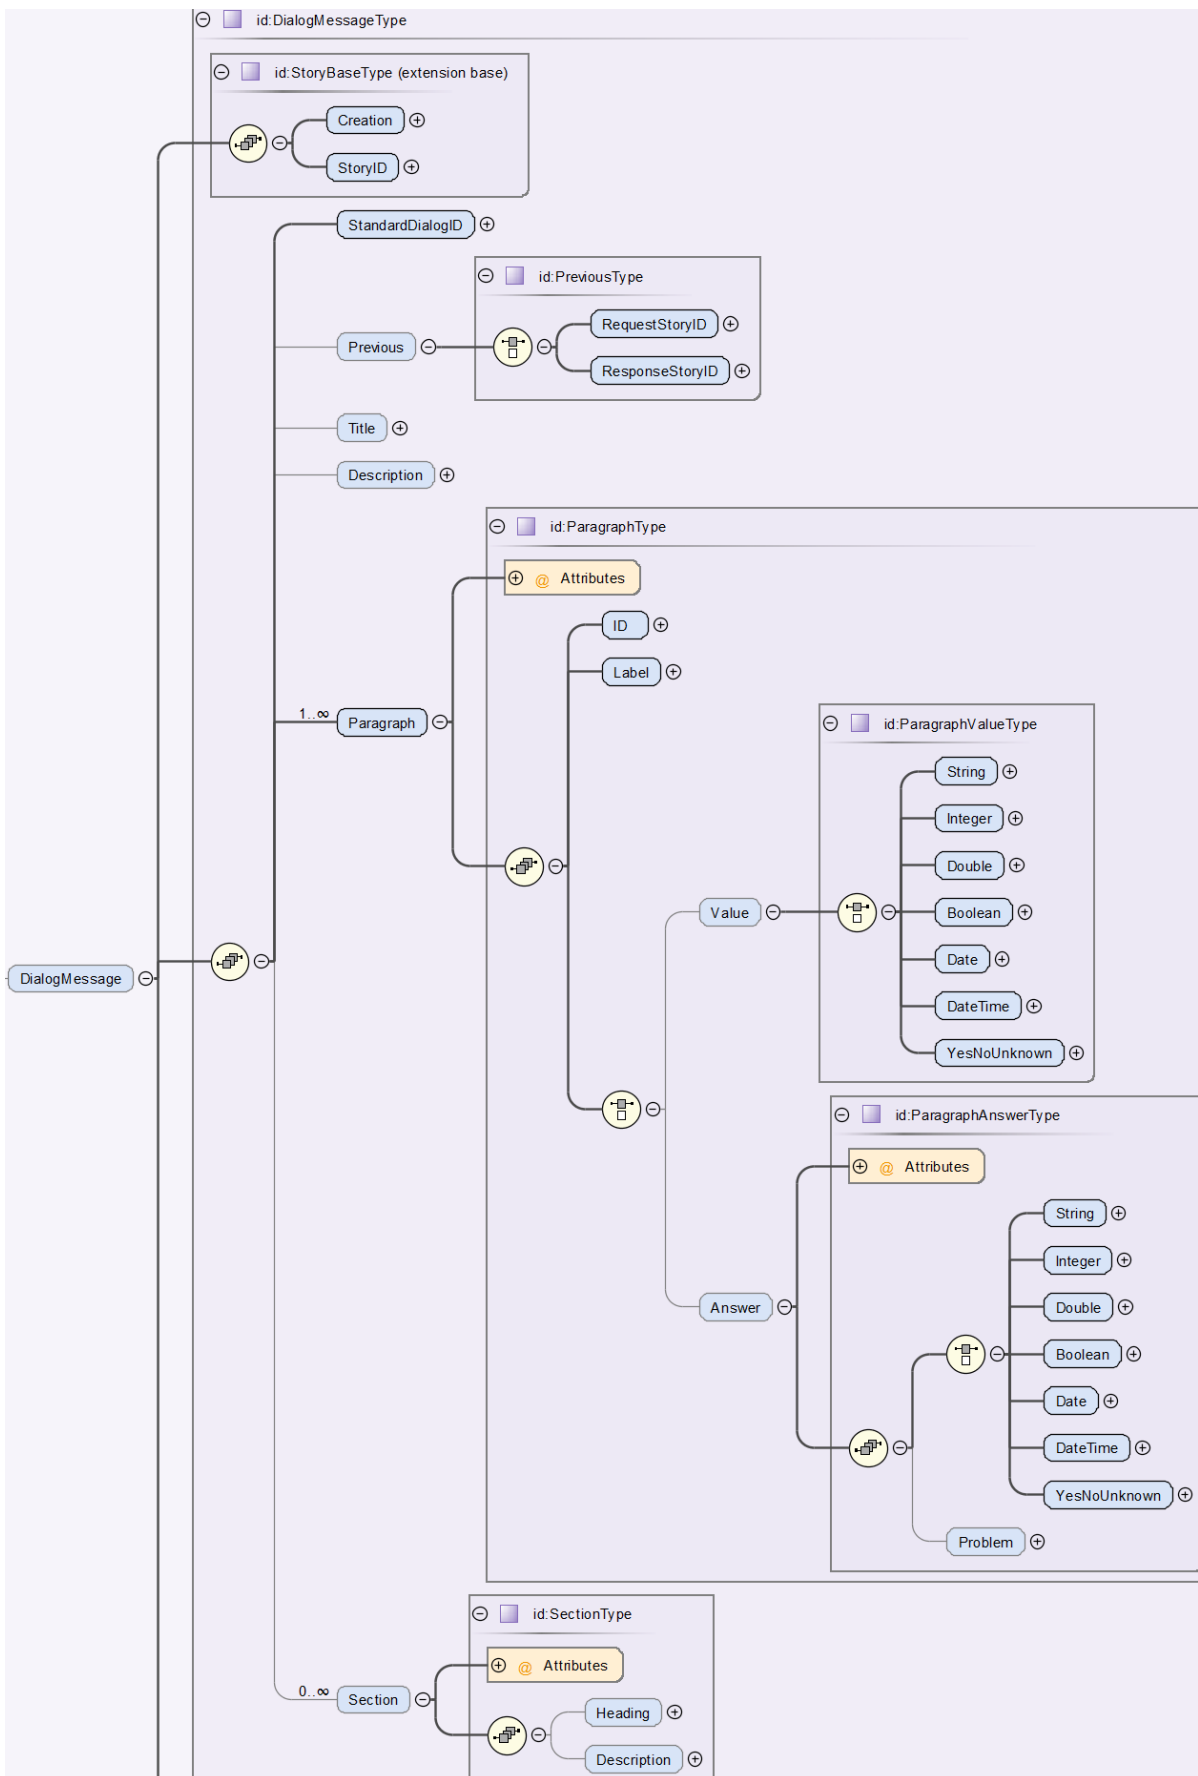 id:DialogMessageType
id:StoryBaseType (extension base)
Creation
StoryID
StandardDialogID
id:PreviousType
RequestStoryID
Previous
ResponseStoryID
Title
Description
id:ParagraphType
@ Attributes
ID
Label
1..∞ Paragraph
id:ParagraphValueType
String
Integer
Double
Value
Boolean
Date
DialogMessage
DateTime
YesNoUnknown
id:ParagraphAnswerType
@ Attributes
String
Integer
Answer
Double
Boolean
Date
DateTime
YesNoUnknown
Problem
id:SectionType
@ Attributes
0..∞ Section
Heading
Description